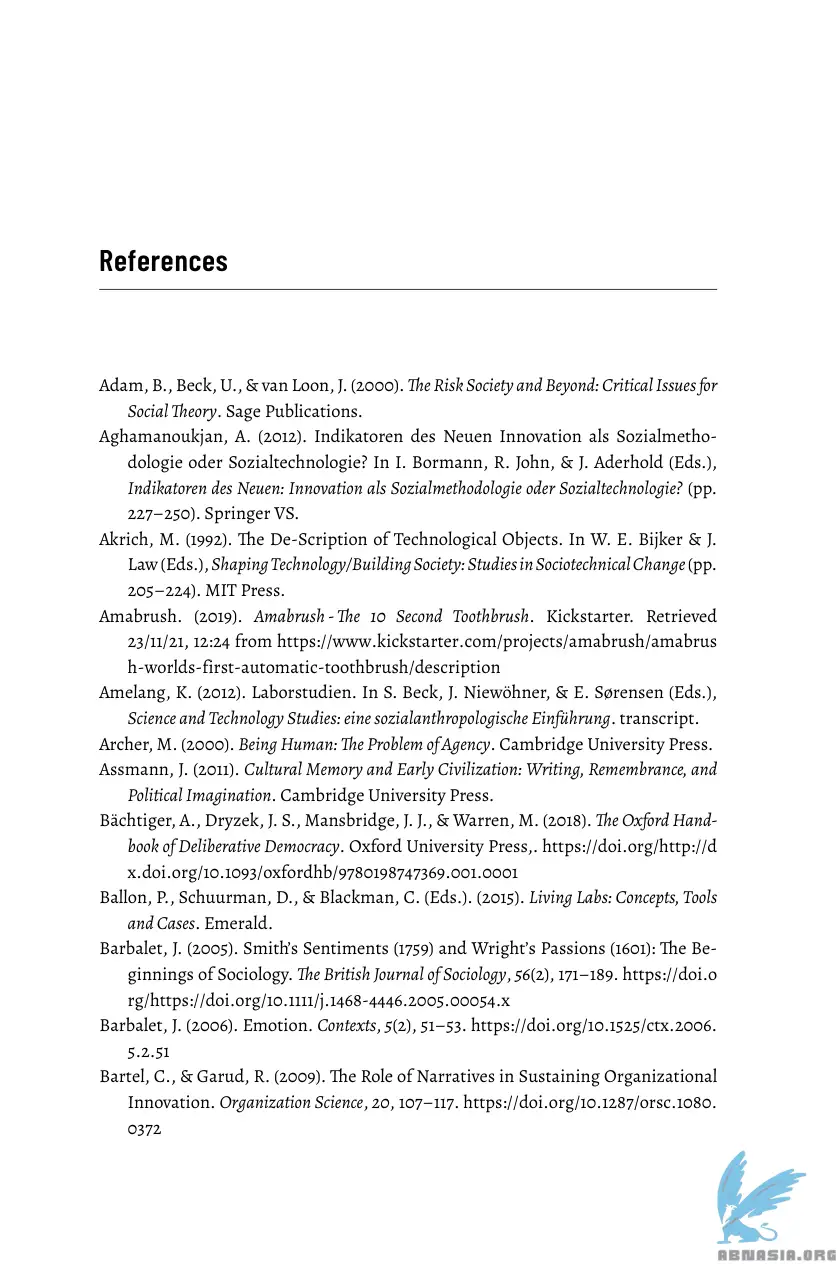 References
Adam, B., Beck, U., & van Loon, J. (2000). The Risk Society and Beyond: Critical Issues for
Social Theory. Sage Publications.
Aghamanoukjan, A. (2012). Indikatoren des Neuen Innovation als Sozialmetho-
dologie oder Sozialtechnologie? In I. Bormann, R. John, & J. Aderhold (Eds.),
Indikatoren des Neuen: Innovation als Sozialmethodologie oder Sozialtechnologie? (pp.
227–250). Springer VS.
Akrich, M. (1992). The De-Scription of Technological Objects. In W. E. Bijker & J.
Law (Eds.), Shaping Technology/Building Society: Studies in Sociotechnical Change (pp.
205–224). MIT Press.
Amabrush. (2019). Amabrush - The 10 Second Toothbrush. Kickstarter. Retrieved
23/11/21, 12:24 from https://www.kickstarter.com/projects/amabrush/amabrus
h-worlds-first-automatic-toothbrush/description
Amelang, K. (2012). Laborstudien. In S. Beck, J. Niewöhner, & E. Sørensen (Eds.),
Science and Technology Studies: eine sozialanthropologische Einführung. transcript.
Archer, M. (2000). Being Human: The Problem of Agency. Cambridge University Press.
Assmann, J. (2011). Cultural Memory and Early Civilization: Writing, Remembrance, and
Political Imagination. Cambridge University Press.
Bächtiger, A., Dryzek, J. S., Mansbridge, J. J., & Warren, M. (2018). The Oxford Hand-
book of Deliberative Democracy. Oxford University Press,. https://doi.org/http://d
x.doi.org/10.1093/oxfordhb/9780198747369.001.0001
Ballon, P., Schuurman, D., & Blackman, C. (Eds.). (2015). Living Labs: Concepts, Tools
and Cases. Emerald.
Barbalet, J. (2005). Smith’s Sentiments (1759) and Wright’s Passions (1601): The Be-
ginnings of Sociology. The British Journal of Sociology, 56(2), 171–189. https://doi.o
rg/https://doi.org/10.1111/j.1468-4446.2005.00054.x
Barbalet, J. (2006). Emotion. Contexts, 5(2), 51–53. https://doi.org/10.1525/ctx.2006.
5.2.51
Bartel, C., & Garud, R. (2009). The Role of Narratives in Sustaining Organizational
Innovation. Organization Science, 20, 107–117. https://doi.org/10.1287/orsc.1080.
0372
ABNASIA.ORG